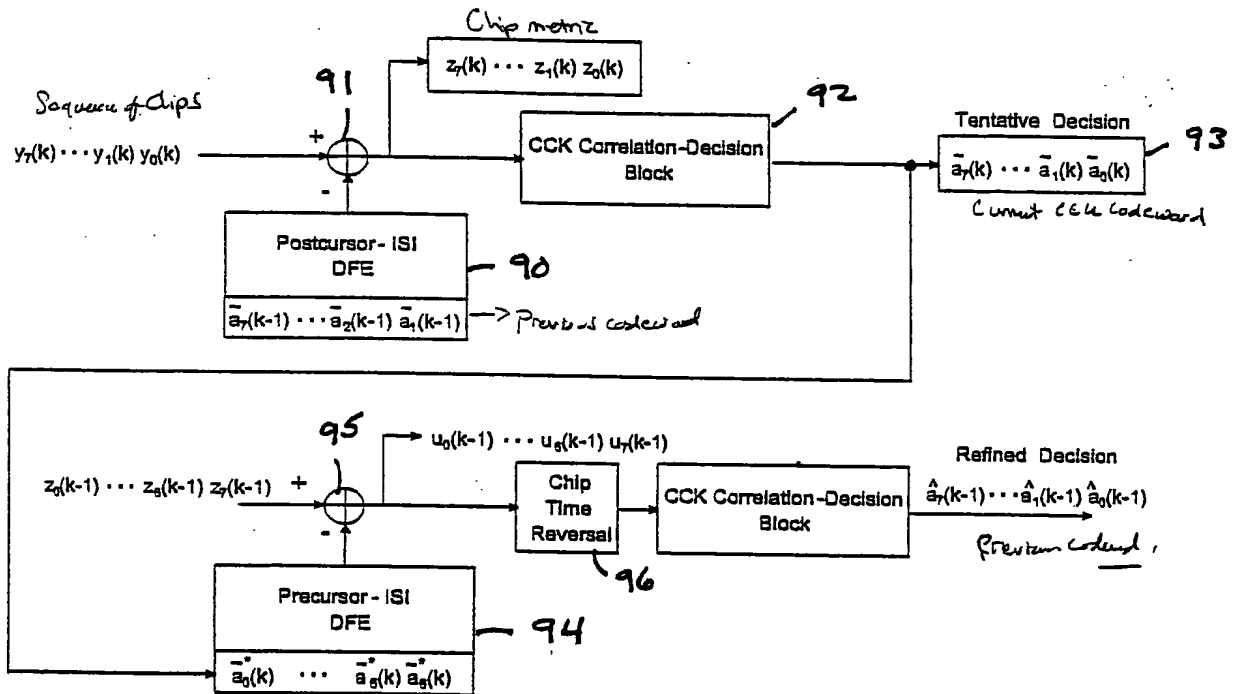 Chip metric
z₇(k) ··· z₁(k) z₀(k)
91
92
Sequence of Chips
y₇(k) ··· y₁(k) y₀(k)
+
-
CCK Correlation-Decision
Block
Tentative Decision
93
ā₇(k) ··· ā₁(k) ā₀(k)
Current CCK Codeword
Postcursor-ISI
DFE
90
ā₇(k-1) ··· ā₂(k-1) ā₁(k-1)
-> Previous codeword
95
u₀(k-1) ··· u₆(k-1) u₇(k-1)
z₀(k-1) ··· z₆(k-1) z₇(k-1)
+
-
Chip
Time
Reversal
96
CCK Correlation-Decision
Block
Refined Decision
â₇(k-1) ··· â₁(k-1) â₀(k-1)
Previous codeword.
Precursor-ISI
DFE
94
ā₀*(k) ··· ā₅*(k) ā₆*(k)